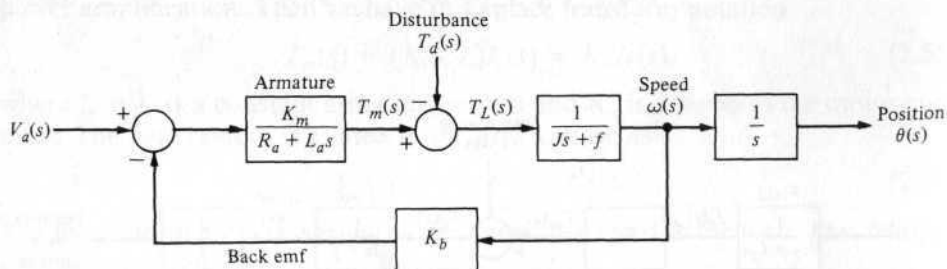 Disturbance
T_d(s)
Armature
Speed
ω(s)
V_a(s)
+
−
K_m
R_a + L_a s
T_m(s)
+
T_L(s)
1
Js + f
1
s
Position
θ(s)
K_b
Back emf